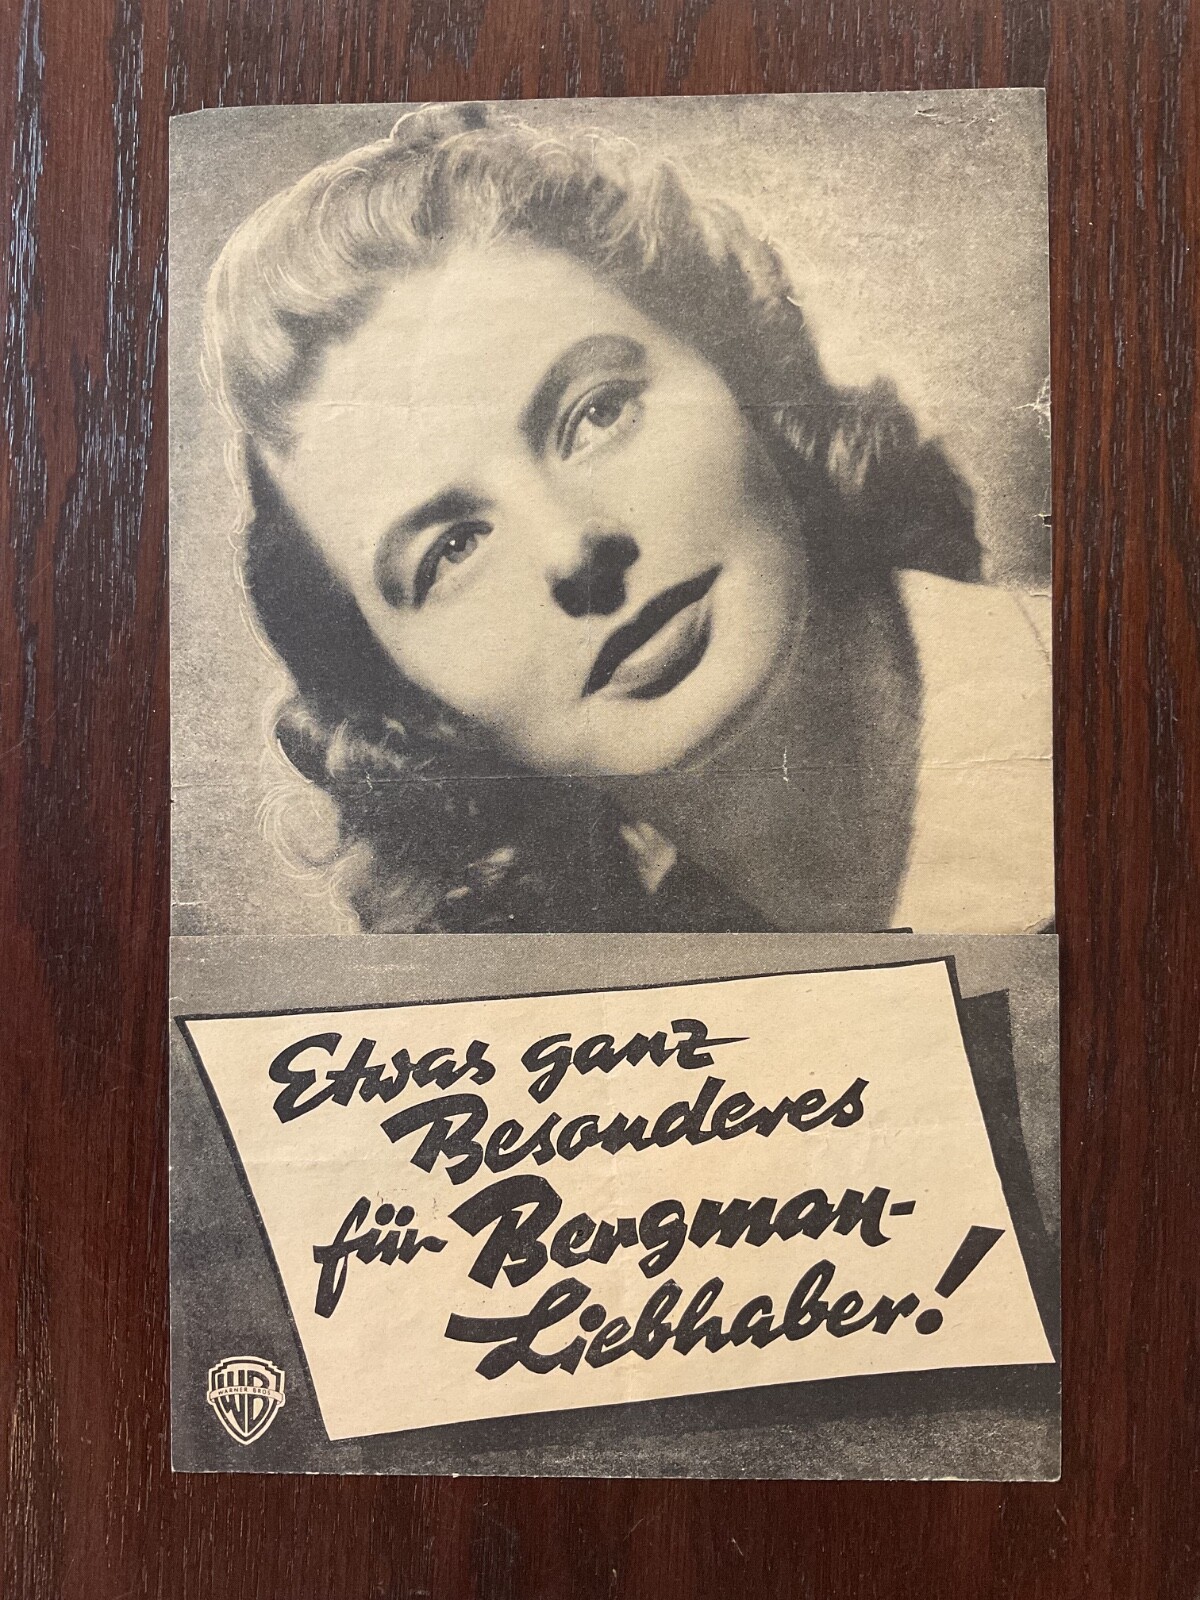 Etwas ganz
Besonderes
für Bergman-
Liebhaber!
WB
WARNER BROS.